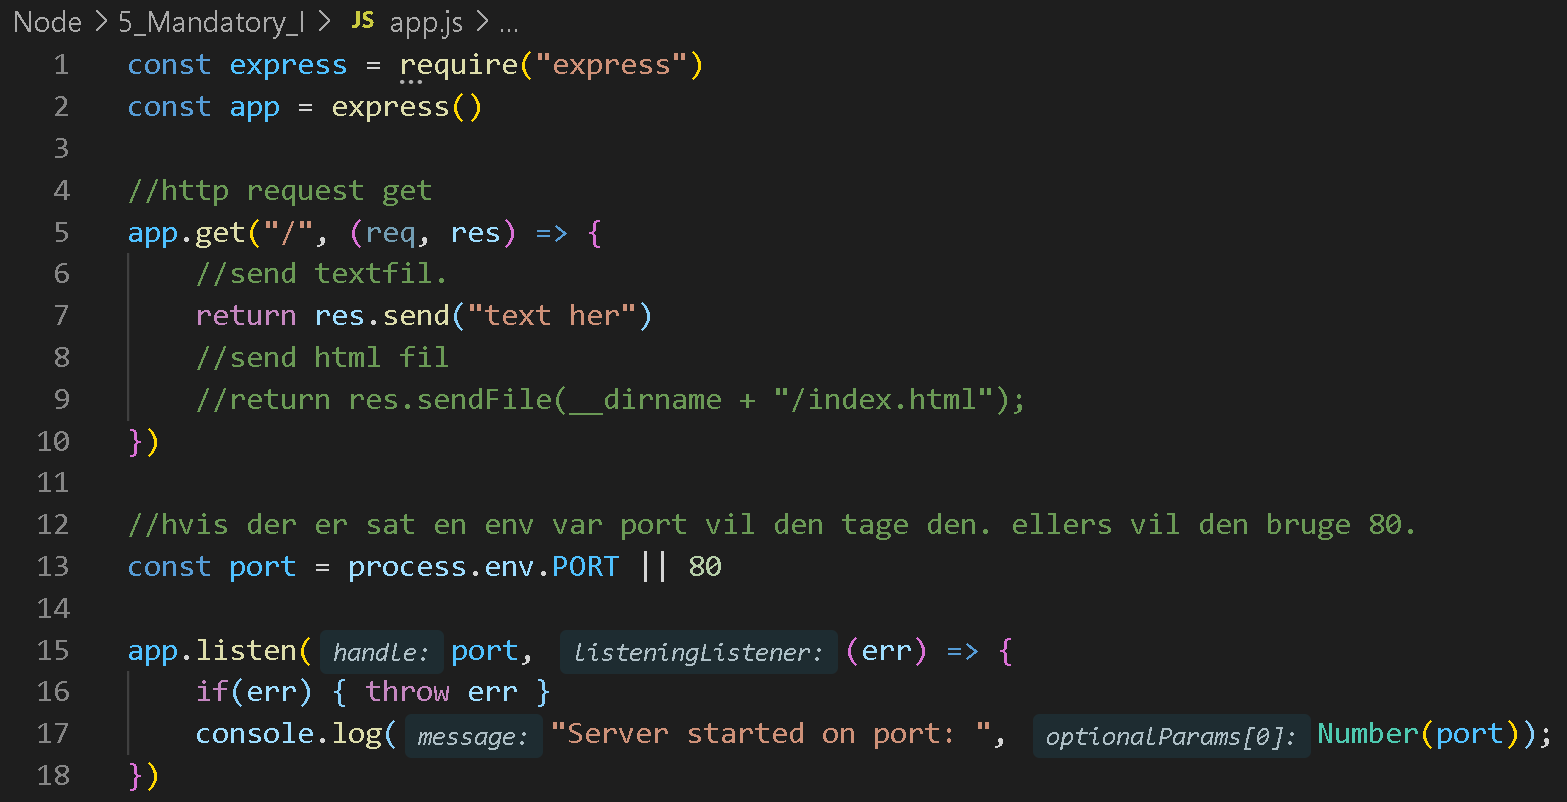 Node > 5_Mandatory_I > JS app.js > ...
1 const express = require("express")
2 const app = express()
3
4 //http request get
5 app.get("/", (req, res) => {
6     //send textfil.
7     return res.send("text her")
8     //send html fil
9     //return res.sendFile(__dirname + "/index.html");
10 })
11
12 //hvis der er sat en env var port vil den tage den. ellers vil den bruge 80.
13 const port = process.env.PORT || 80
14
15 app.listen( handle: port, listeningListener: (err) => {
16     if(err) { throw err }
17     console.log( message: "Server started on port: ", optionalParams[0]: Number(port));
18 })